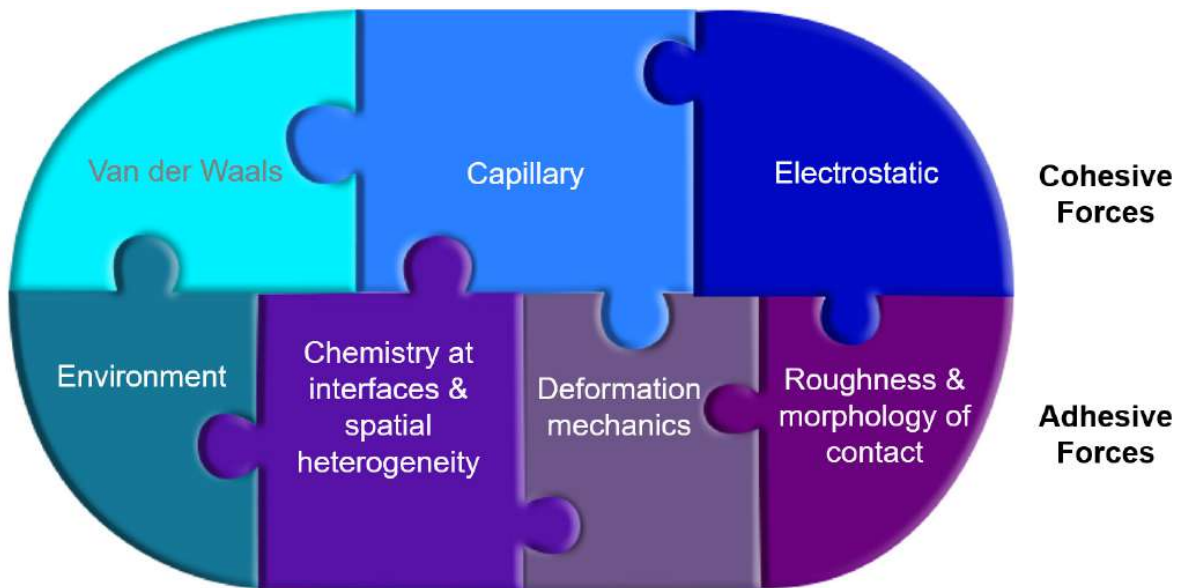 Van der Waals
Capillary
Electrostatic
Cohesive
Forces
Environment
Chemistry at
interfaces &
spatial
heterogeneity
Deformation
mechanics
Roughness &
morphology of
contact
Adhesive
Forces